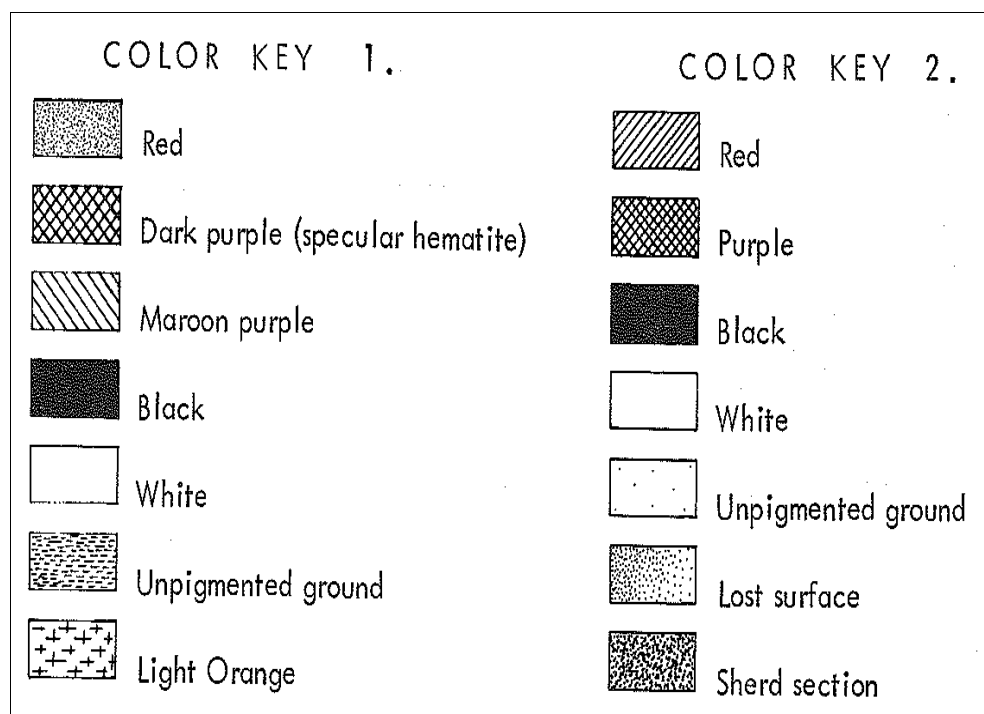 COLOR KEY 1.
Red
Dark purple (specular hematite)
Maroon purple
Black
White
Unpigmented ground
Light Orange
COLOR KEY 2.
Red
Purple
Black
White
Unpigmented ground
Lost surface
Sherd section